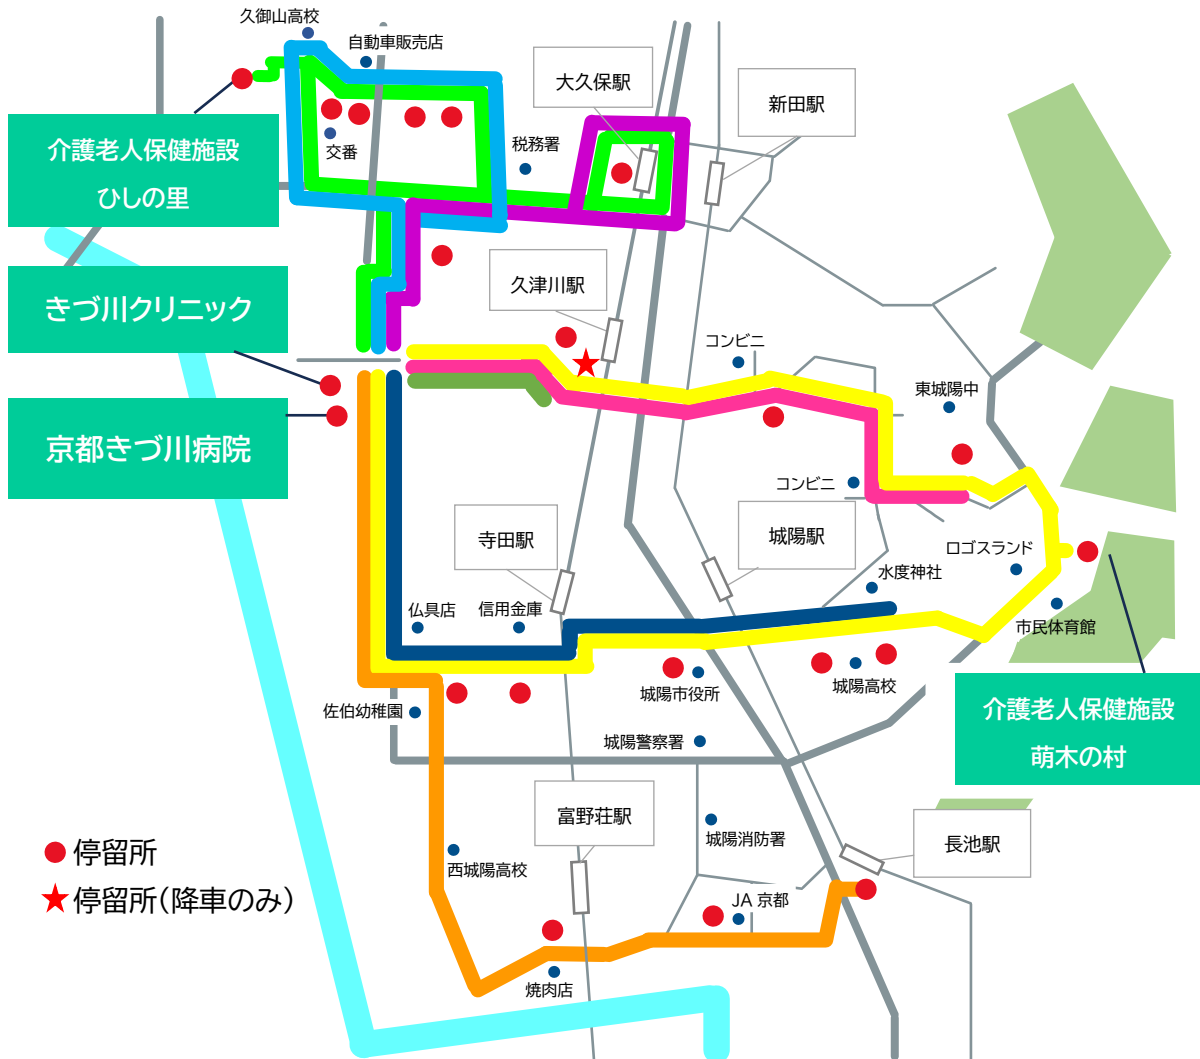 久御山高校
自動車販売店
大久保駅
新田駅
介護老人保健施設
ひしの里
交番
税務署
久津川駅
きづ川クリニック
コンビニ
東城陽中
京都きづ川病院
コンビニ
寺田駅
城陽駅
ロゴスランド
水度神社
仏具店
信用金庫
市民体育館
城陽市役所
城陽高校
佐伯幼稚園
城陽警察署
介護老人保健施設
萌木の村
富野荘駅
城陽消防署
長池駅
停留所
西城陽高校
停留所(降車のみ)
JA 京都
焼肉店